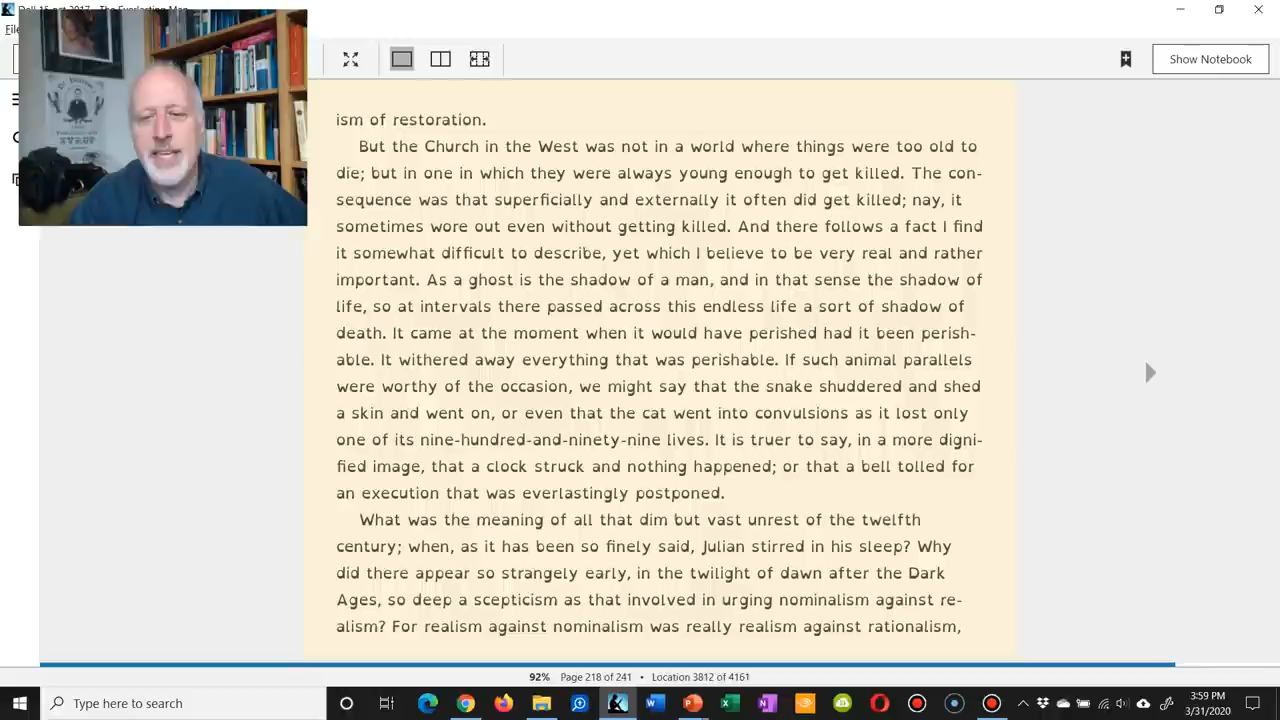 Show Notebook
ism of restoration.
But the Church in the West was not in a world where things were too old to
die; but in one in which they were always young enough to get killed. The con-
sequence was that superficially and externally it often did get killed; nay, it
sometimes wore out even without getting killed. And there follows a fact I find
it somewhat difficult to describe, yet which I believe to be very real and rather
important. As a ghost is the shadow of a man, and in that sense the shadow of
life, so at intervals there passed across this endless life a sort of shadow of
death. It came at the moment when it would have perished had it been perish-
able. It withered away everything that was perishable. If such animal parallels
were worthy of the occasion, we might say that the snake shuddered and shed
a skin and went on, or even that the cat went into convulsions as it lost only
one of its nine-hundred-and-ninety-nine lives. It is truer to say, in a more digni-
fied image, that a clock struck and nothing happened; or that a bell tolled for
an execution that was everlastingly postponed.
What was the meaning of all that dim but vast unrest of the twelfth
century; when, as it has been so finely said, Julian stirred in his sleep? Why
did there appear so strangely early, in the twilight of dawn after the Dark
Ages, so deep a scepticism as that involved in urging nominalism against re-
alism? For realism against nominalism was really realism against rationalism,
92% Page 218 of 241 • Location 3812 of 4161
Type here to search
3:59 PM
3/31/2020